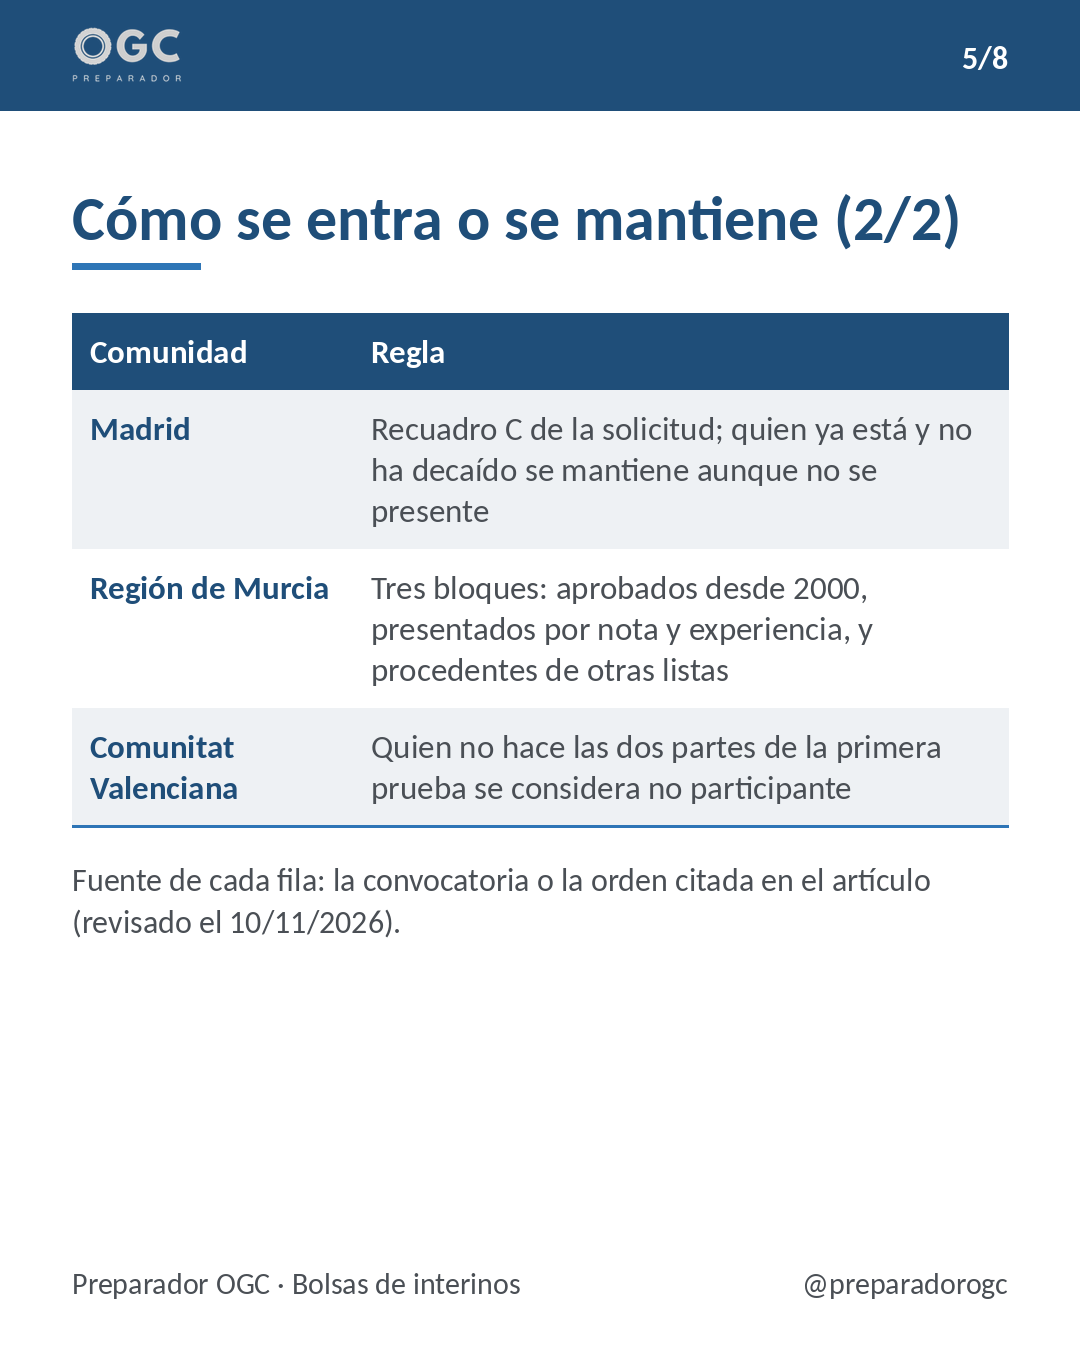 OGC
PREPARADOR
5/8
Cómo se entra o se mantiene (2/2)
Comunidad Regla
Madrid Recuadro C de la solicitud; quien ya está y no
ha decaído se mantiene aunque no se
presente
Región de Murcia Tres bloques: aprobados desde 2000,
presentados por nota y experiencia, y
procedentes de otras listas
Comunitat Quien no hace las dos partes de la primera
Valenciana prueba se considera no participante
Fuente de cada fila: la convocatoria o la orden citada en el artículo
(revisado el 10/11/2026).
Preparador OGC · Bolsas de interinos @preparadorogc